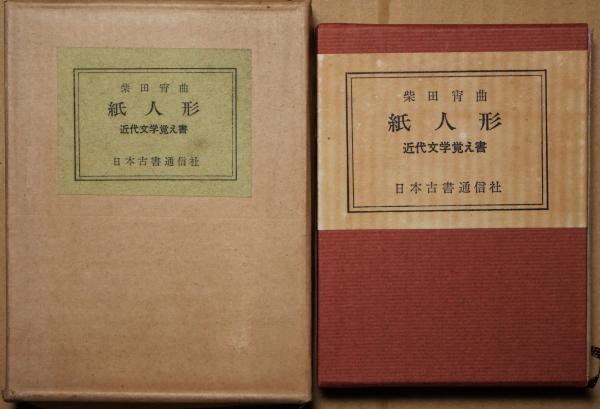 柴田宵曲
紙人形
近代文学覚え書
日本古書通信社
柴田宵曲
紙人形
近代文学覚え書
日本古書通信社